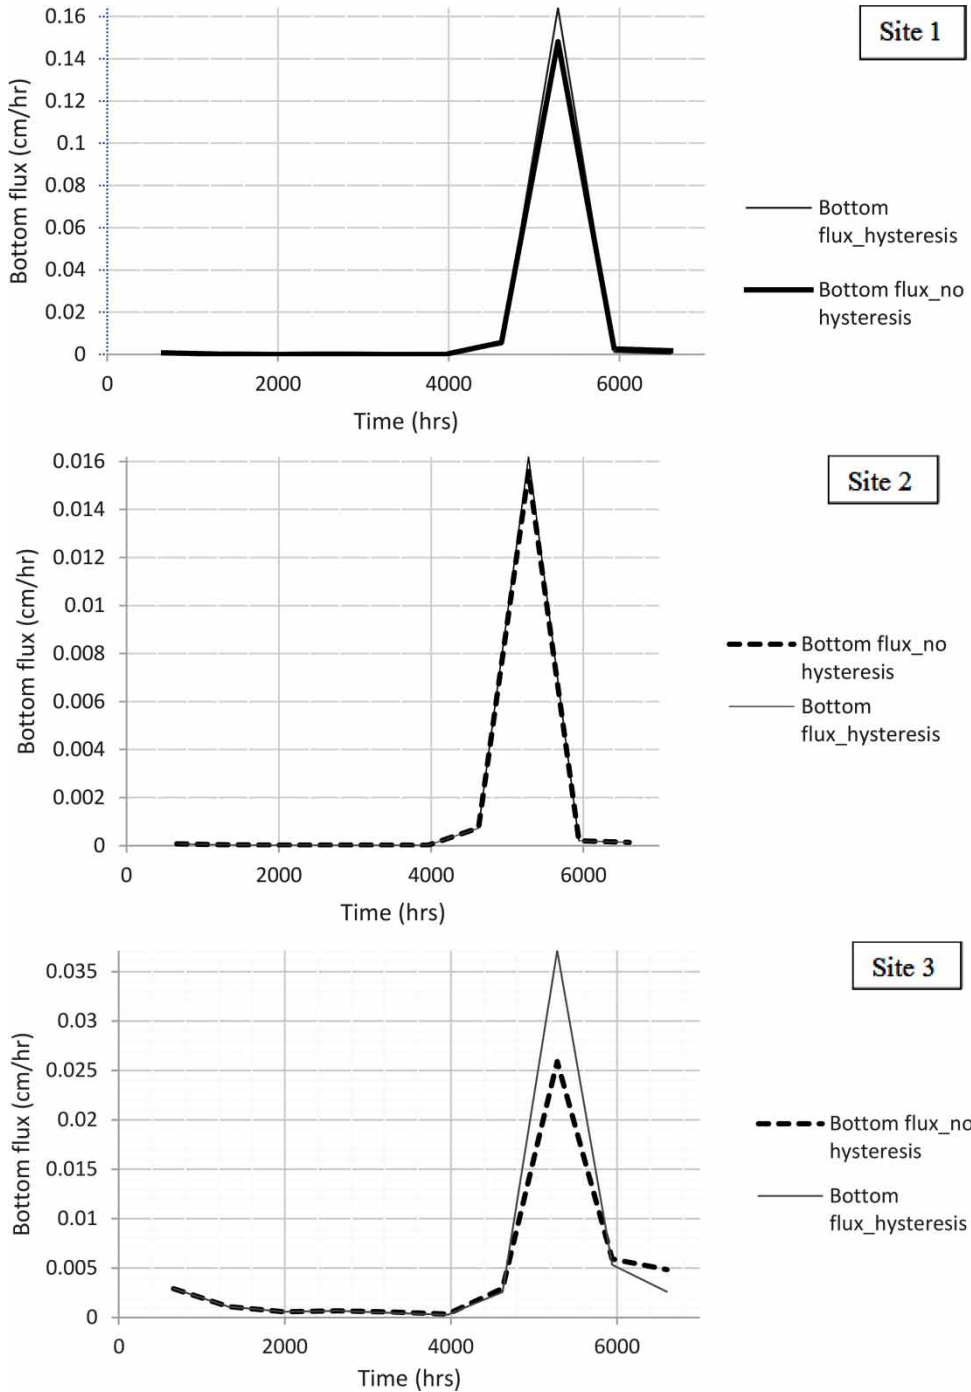 Site 1
0.16
0.14
0.12
0.1
0.08
0.06
0.04
0.02
0
Bottom flux (cm/hr)
0 2000 4000 6000
Time (hrs)
Bottom
flux_hysteresis
Bottom flux_no
hysteresis
Site 2
0.016
0.014
0.012
0.01
0.008
0.006
0.004
0.002
0
Bottom flux (cm/hr)
0 2000 4000 6000
Time (hrs)
Bottom flux_no
hysteresis
Bottom
flux_hysteresis
Site 3
0.035
0.03
0.025
0.02
0.015
0.01
0.005
0
Bottom flux (cm/hr)
0 2000 4000 6000
Time (hrs)
Bottom flux_no
hysteresis
Bottom
flux_hysteresis